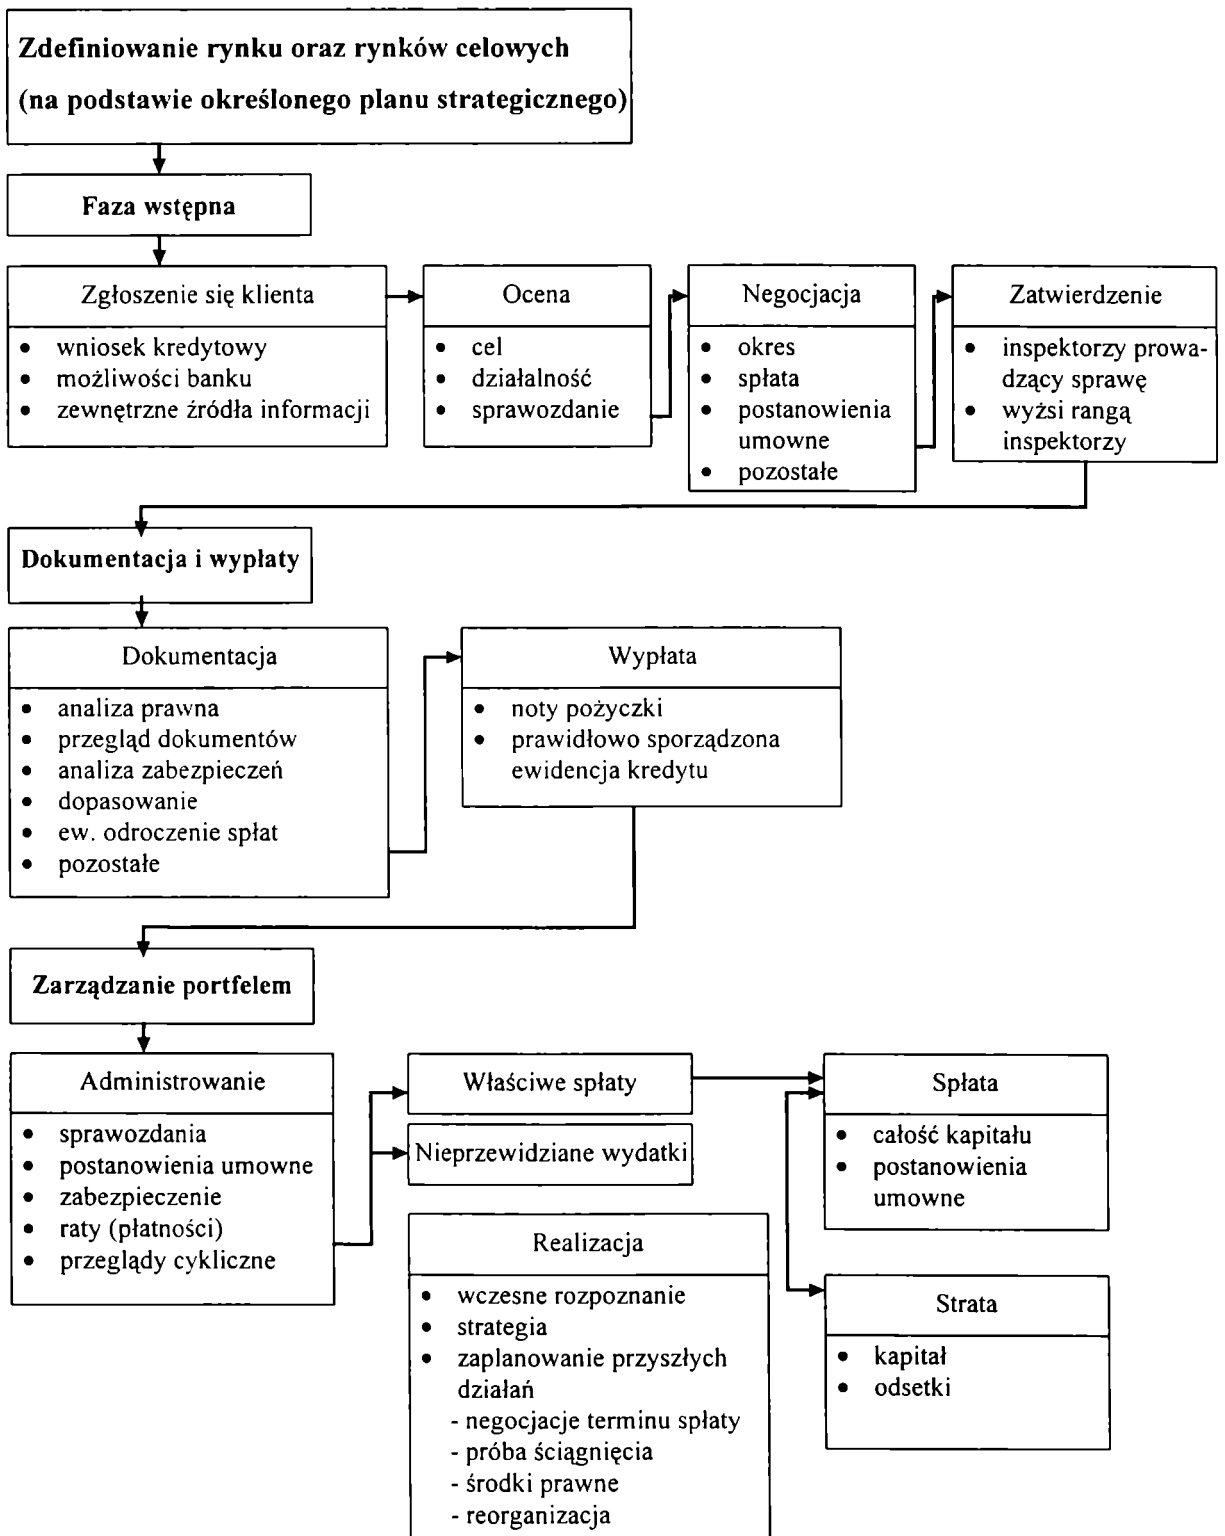 Zdefiniowanie rynku oraz rynków celowych
(na podstawie określonego planu strategicznego)
Faza wstępna
Zgłoszenie się klienta
• wniosek kredytowy
• możliwości banku
• zewnętrzne źródła informacji
Ocena
• cel
• działalność
• sprawozdanie
Negocjacja
• okres
• spłata
• postanowienia
umowne
• pozostałe
Zatwierdzenie
• inspektorzy prowa-
dzący sprawę
• wyżsi rangą
inspektorzy
Dokumentacja i wypłaty
Dokumentacja
• analiza prawna
• przegląd dokumentów
• analiza zabezpieczeń
• dopasowanie
• ew. odroczenie spłat
• pozostałe
Wypłata
• noty pożyczki
• prawidłowo sporządzona
ewidencja kredytu
Zarządzanie portfelem
Administrowanie
• sprawozdania
• postanowienia umowne
• zabezpieczenie
• raty (płatności)
• przeglądy cykliczne
Właściwe spłaty
Nieprzewidziane wydatki
Realizacja
• wczesne rozpoznanie
• strategia
• zaplanowanie przyszłych
działań
- negocjacje terminu spłaty
- próba ściągnięcia
- środki prawne
- reorganizacja
Spłata
• całość kapitału
• postanowienia
umowne
Strata
• kapitał
• odsetki